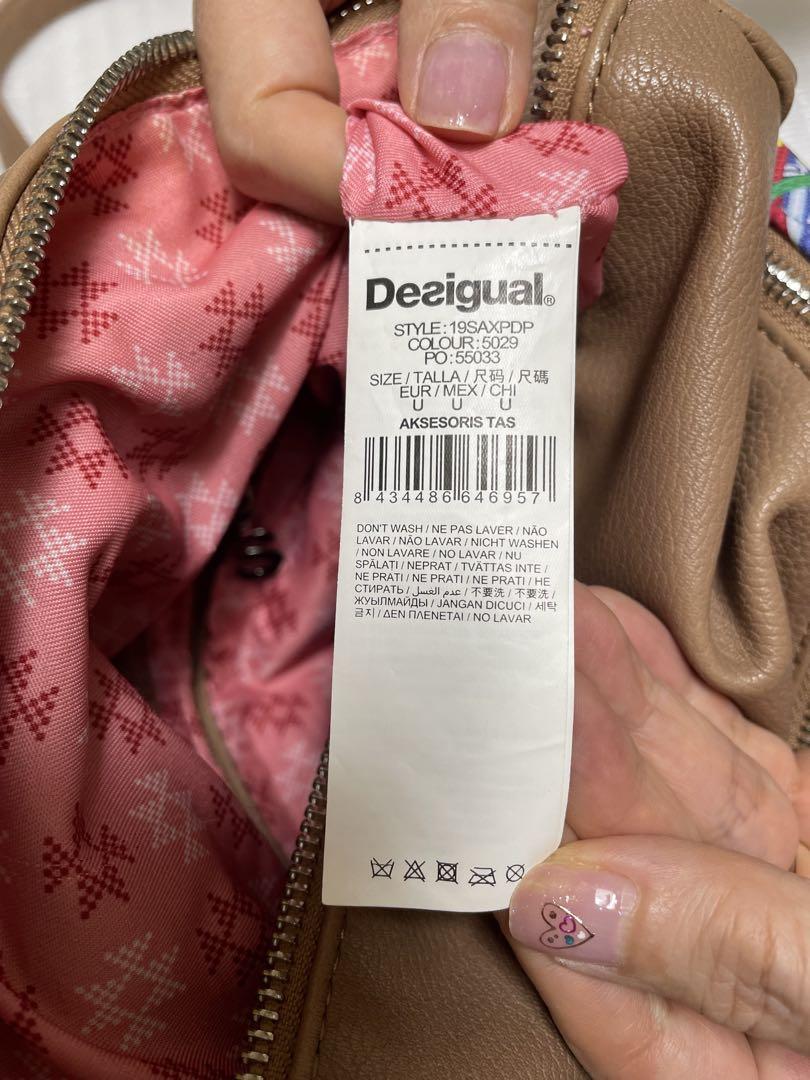 Desigual®
STYLE:19SAXPDP
COLOUR:5029
PO:55033
SIZE / TALLA / 尺码 / 尺碼
EUR / MEX / CHI
U U U
AKSESORIS TAS
8 434486 646957
DON'T WASH / NE PAS LAVER / NÃO
LAVAR / NÃO LAVAR / NICHT WASHEN
/ NON LAVARE / NO LAVAR / NU
SPĂLAȚI / NEPRAT / TVÄTTAS INTE /
NE PRATI / NE PRATI / NE PRATI / НЕ
СТИРАТЬ / عدم الغسل / 不要洗 / 不要洗 /
ЖУЫЛМАЙДЫ / JANGAN DICUCI / 세탁
금지 / ΔΕΝ ΠΛΕΝΕΤΑΙ / NO LAVAR